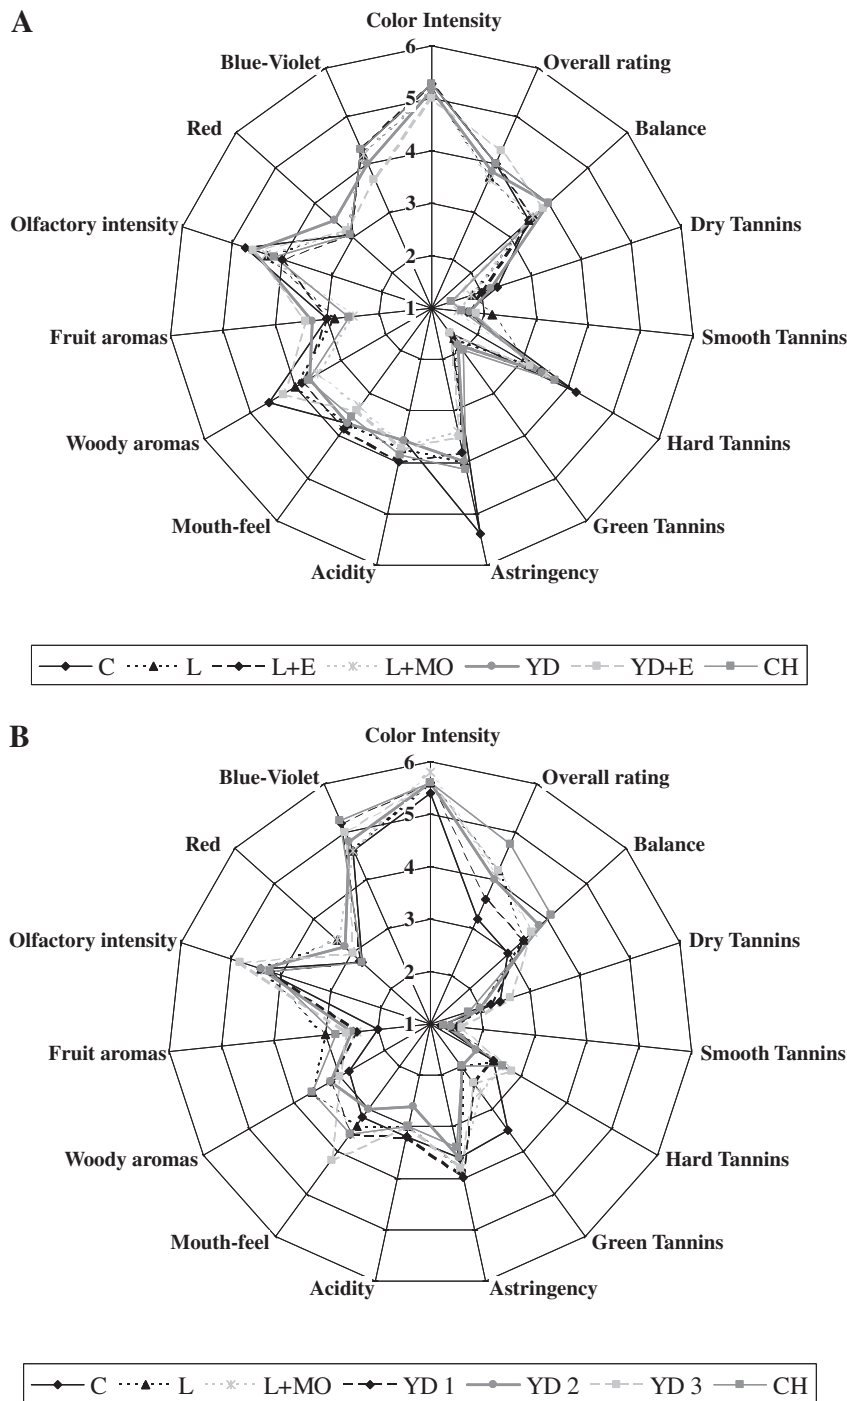 A
Color Intensity
6
Blue-Violet
Overall rating
5
Red
Balance
4
3
Olfactory intensity
Dry Tannins
2
1
Fruit aromas
Smooth Tannins
Woody aromas
Hard Tannins
Mouth-feel
Green Tannins
Acidity
Astringency
C L L+E L+MO YD YD+E CH
B
Color Intensity
6
Blue-Violet
Overall rating
5
Red
Balance
4
3
Olfactory intensity
Dry Tannins
2
1
Fruit aromas
Smooth Tannins
Woody aromas
Hard Tannins
Mouth-feel
Green Tannins
Acidity
Astringency
C L L+MO YD 1 YD 2 YD 3 CH